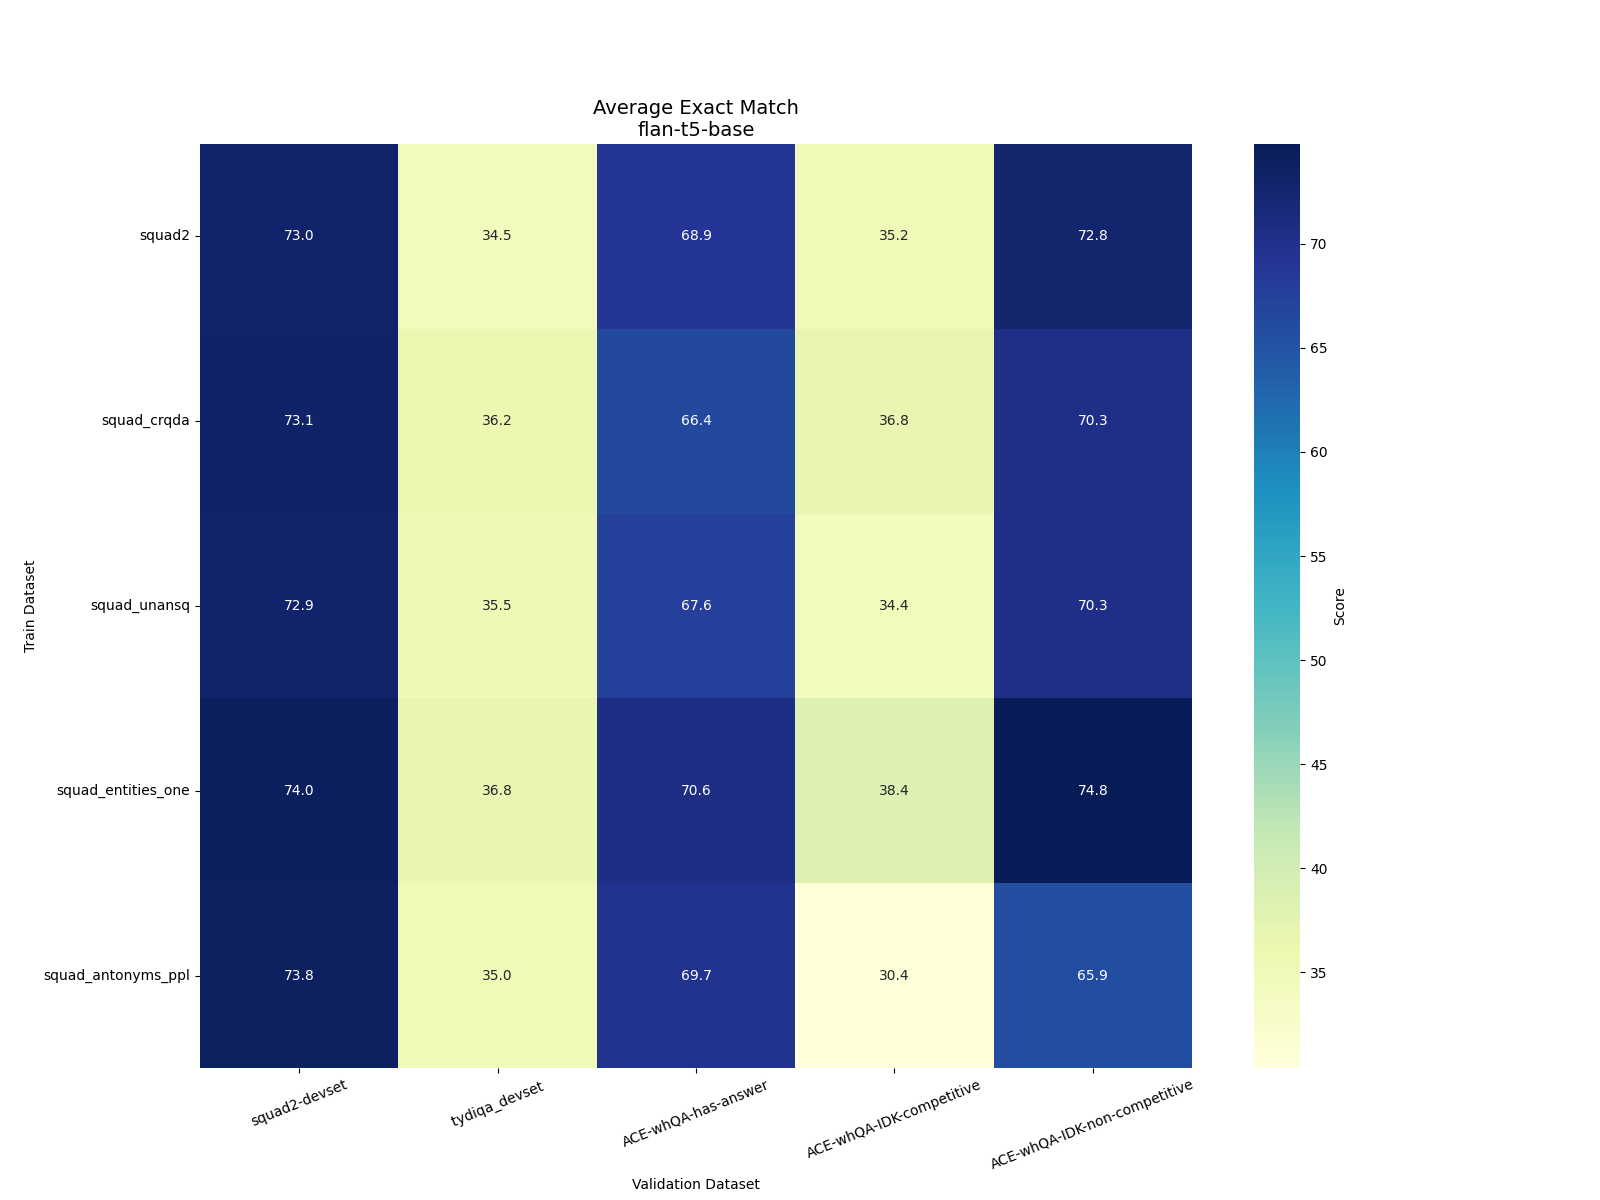 Average Exact Match
flan-t5-base
squad2
73.0 34.5 68.9 35.2 72.8
squad_crqda
73.1 36.2 66.4 36.8 70.3
squad_unansq
72.9 35.5 67.6 34.4 70.3
squad_entities_one
74.0 36.8 70.6 38.4 74.8
squad_antonyms_ppl
73.8 35.0 69.7 30.4 65.9
Train Dataset
squad2-devset
tydiqa_devset
ACE-whQA-has-answer
ACE-whQA-IDK-competitive
ACE-whQA-IDK-non-competitive
Validation Dataset
70
65
60
55
50
45
40
35
Score